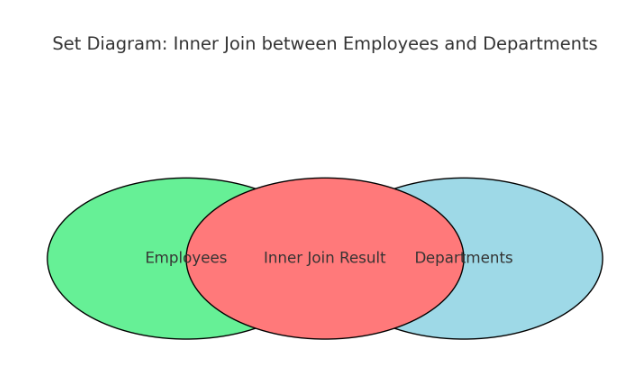 Set Diagram: Inner Join between Employees and Departments
Employees
Inner Join Result
Departments